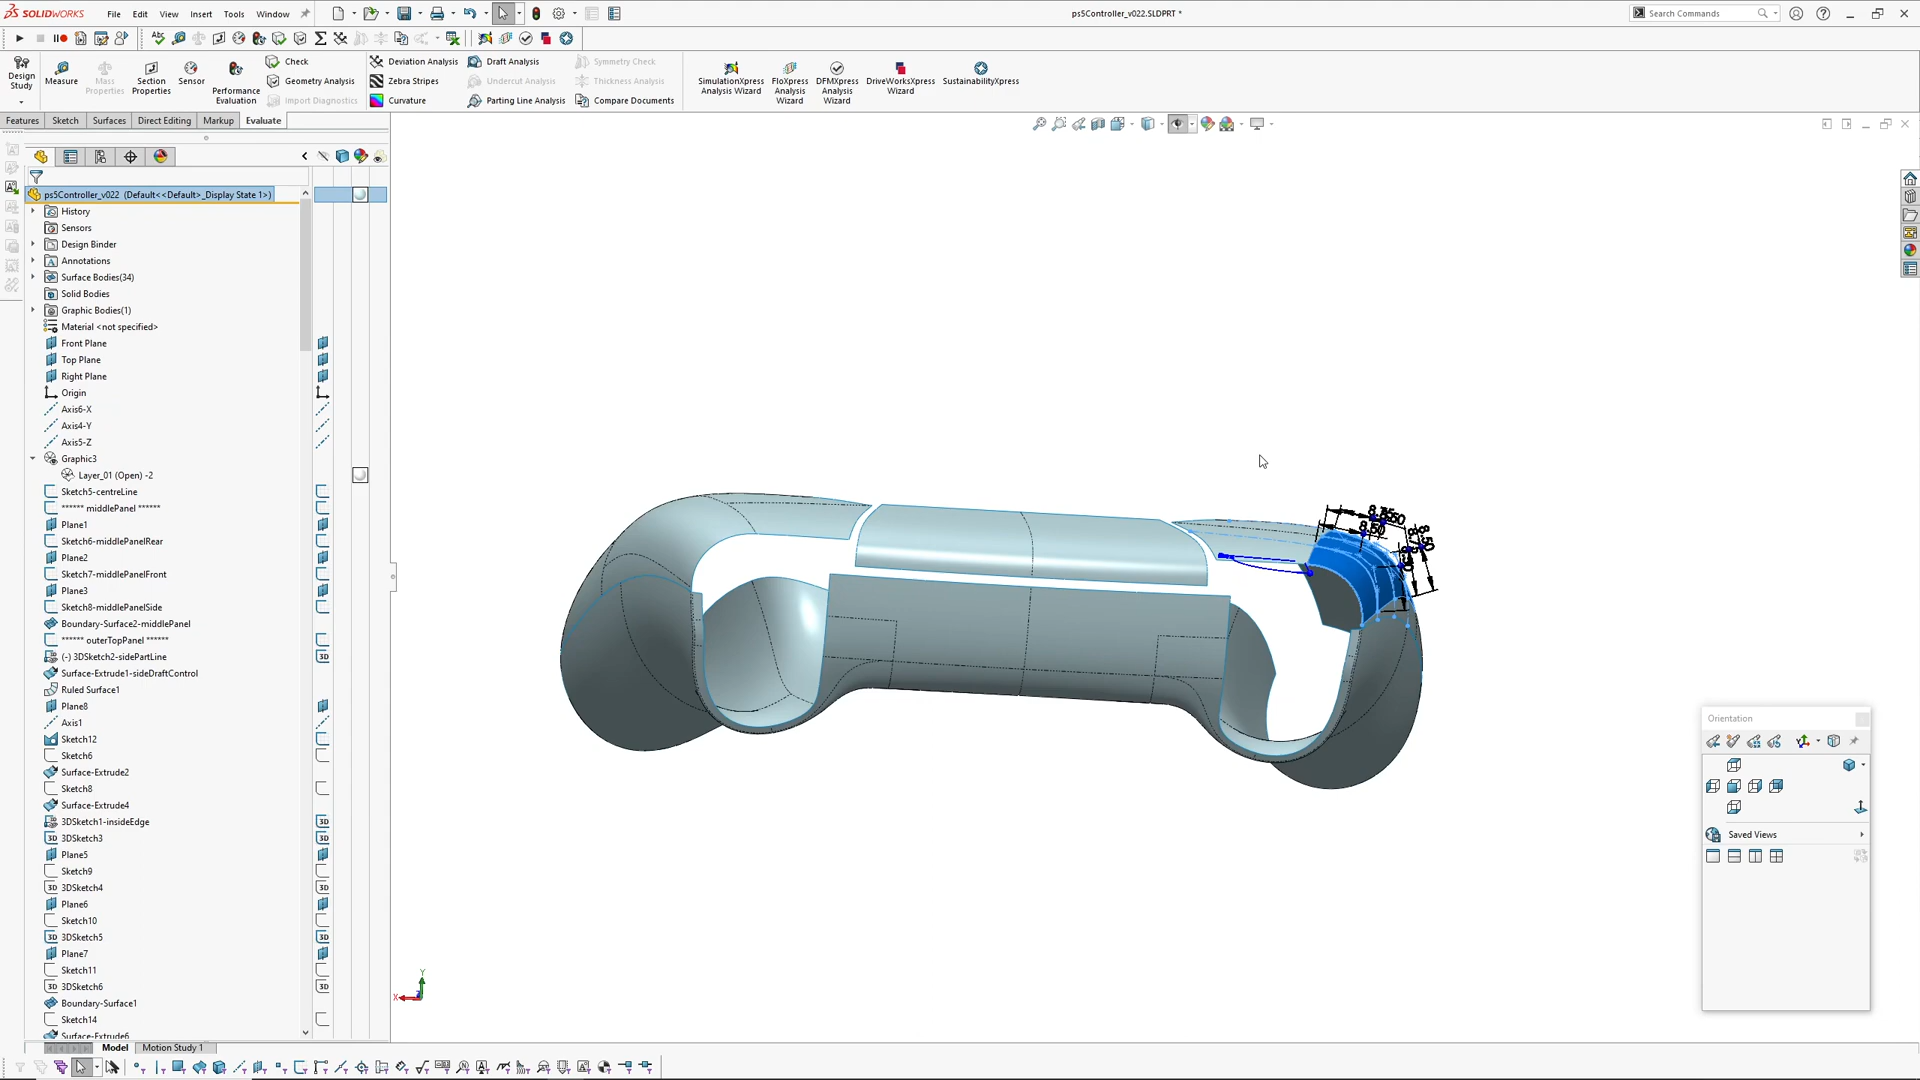 SOLIDWORKS
File
Edit
View
Insert
Tools
Window
ps5Controller_v022.SLDPRT *
Search Commands
Design Study
Measure
Mass Properties
Section Properties
Sensor
Performance Evaluation
Check
Geometry Analysis
Import Diagnostics
Deviation Analysis
Zebra Stripes
Curvature
Draft Analysis
Undercut Analysis
Parting Line Analysis
Symmetry Check
Thickness Analysis
Compare Documents
SimulationXpress Analysis Wizard
FloXpress Analysis Wizard
DFMXpress Analysis Wizard
DriveWorksXpress Wizard
SustainabilityXpress
Features
Sketch
Surfaces
Direct Editing
Markup
Evaluate
ps5Controller_v022 (Default<<Default>_Display State 1>)
History
Sensors
Design Binder
Annotations
Surface Bodies(34)
Solid Bodies
Graphic Bodies(1)
Material <not specified>
Front Plane
Top Plane
Right Plane
Origin
Axis6-X
Axis4-Y
Axis5-Z
Graphic3
Layer_01 (Open) -2
Sketch5-centreLine
****** middlePanel ******
Plane1
Sketch6-middlePanelRear
Plane2
Sketch7-middlePanelFront
Plane3
Sketch8-middlePanelSide
Boundary-Surface2-middlePanel
****** outerTopPanel ******
(-) 3DSketch2-sidePartLine
Surface-Extrude1-sideDraftControl
Ruled Surface1
Plane8
Axis1
Sketch12
Sketch6
Surface-Extrude2
Sketch8
Surface-Extrude4
3DSketch1-insideEdge
3DSketch3
Plane5
Sketch9
3DSketch4
Plane6
Sketch10
3DSketch5
Plane7
Sketch11
3DSketch6
Boundary-Surface1
Sketch14
Surface-Extrude6
Model
Motion Study 1
Orientation
Saved Views
Y
X